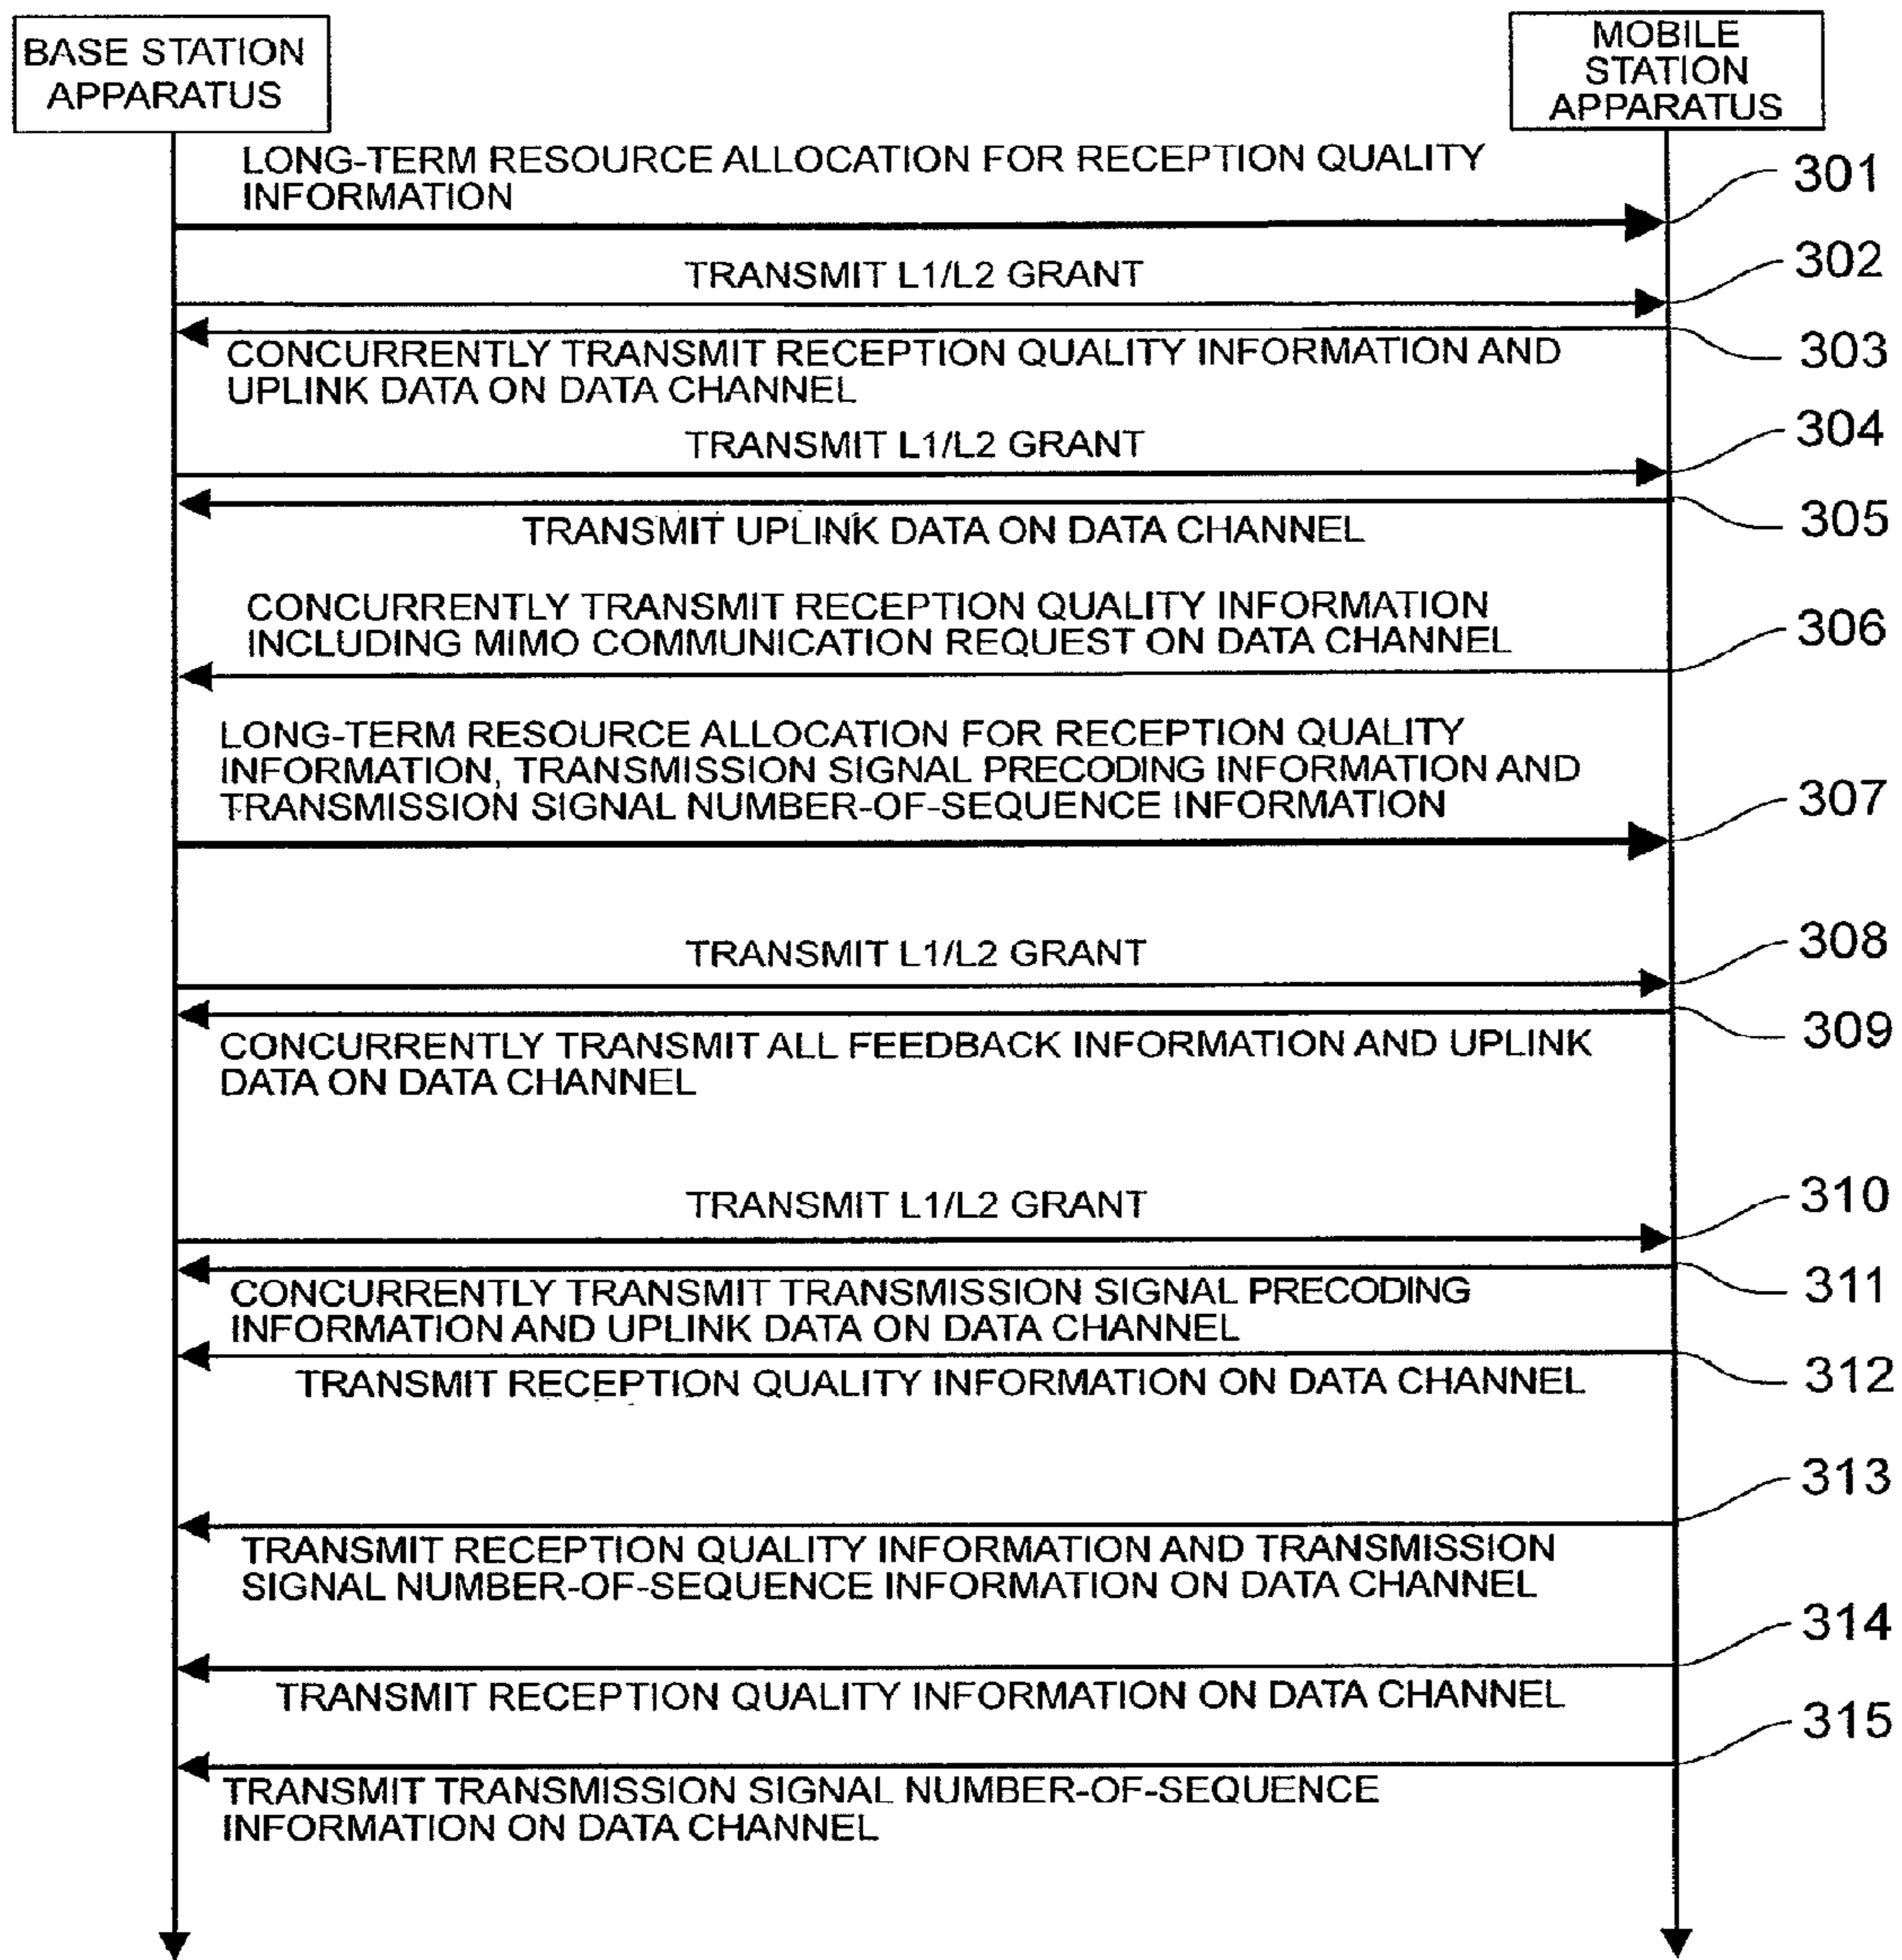 BASE STATION
APPARATUS
MOBILE
STATION
APPARATUS
LONG-TERM RESOURCE ALLOCATION FOR RECEPTION QUALITY
INFORMATION
301
TRANSMIT L1/L2 GRANT
302
CONCURRENTLY TRANSMIT RECEPTION QUALITY INFORMATION AND
UPLINK DATA ON DATA CHANNEL
303
TRANSMIT L1/L2 GRANT
304
TRANSMIT UPLINK DATA ON DATA CHANNEL
305
CONCURRENTLY TRANSMIT RECEPTION QUALITY INFORMATION
INCLUDING MIMO COMMUNICATION REQUEST ON DATA CHANNEL
306
LONG-TERM RESOURCE ALLOCATION FOR RECEPTION QUALITY
INFORMATION, TRANSMISSION SIGNAL PRECODING INFORMATION AND
TRANSMISSION SIGNAL NUMBER-OF-SEQUENCE INFORMATION
307
TRANSMIT L1/L2 GRANT
308
CONCURRENTLY TRANSMIT ALL FEEDBACK INFORMATION AND UPLINK
DATA ON DATA CHANNEL
309
TRANSMIT L1/L2 GRANT
310
CONCURRENTLY TRANSMIT TRANSMISSION SIGNAL PRECODING
INFORMATION AND UPLINK DATA ON DATA CHANNEL
311
TRANSMIT RECEPTION QUALITY INFORMATION ON DATA CHANNEL
312
313
TRANSMIT RECEPTION QUALITY INFORMATION AND TRANSMISSION
SIGNAL NUMBER-OF-SEQUENCE INFORMATION ON DATA CHANNEL
314
TRANSMIT RECEPTION QUALITY INFORMATION ON DATA CHANNEL
315
TRANSMIT TRANSMISSION SIGNAL NUMBER-OF-SEQUENCE
INFORMATION ON DATA CHANNEL